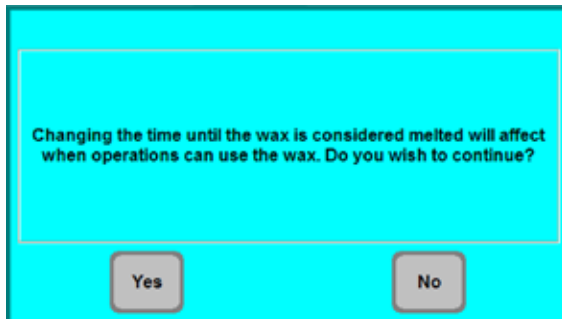 Changing the time until the wax is considered melted will affect
when operations can use the wax. Do you wish to continue?
Yes
No